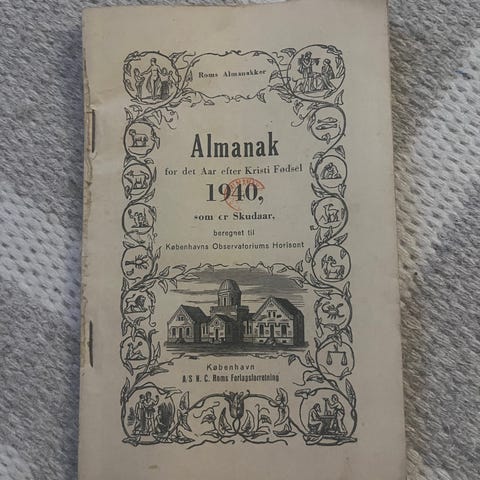 Roms Almanakker
Almanak
for det Aar efter Kristi Fødsel
1940,
som er Skudaar,
beregnet til
Københavns Observatoriums Horisont
København
A/S N. C. Roms Forlagsforretning